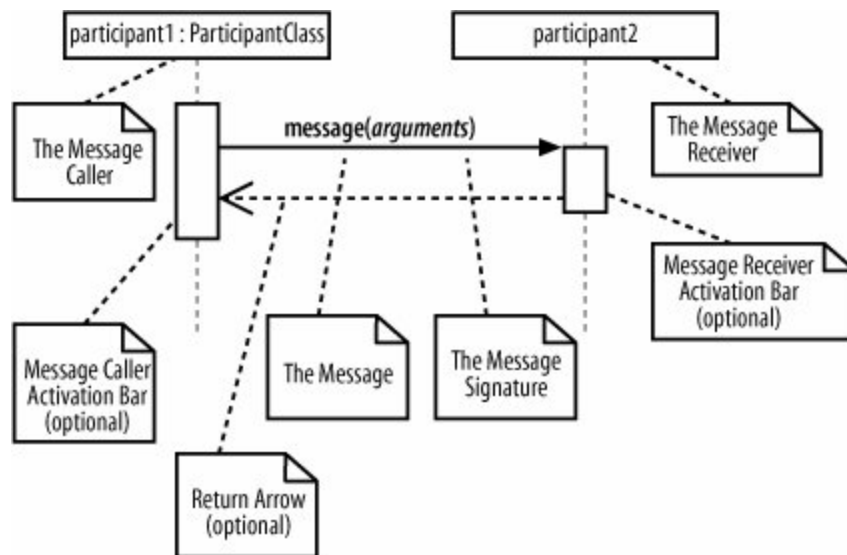 participant1 : ParticipantClass
participant2
The Message
Caller
message(arguments)
The Message
Receiver
Message Receiver
Activation Bar
(optional)
Message Caller
Activation Bar
(optional)
The Message
The Message
Signature
Return Arrow
(optional)